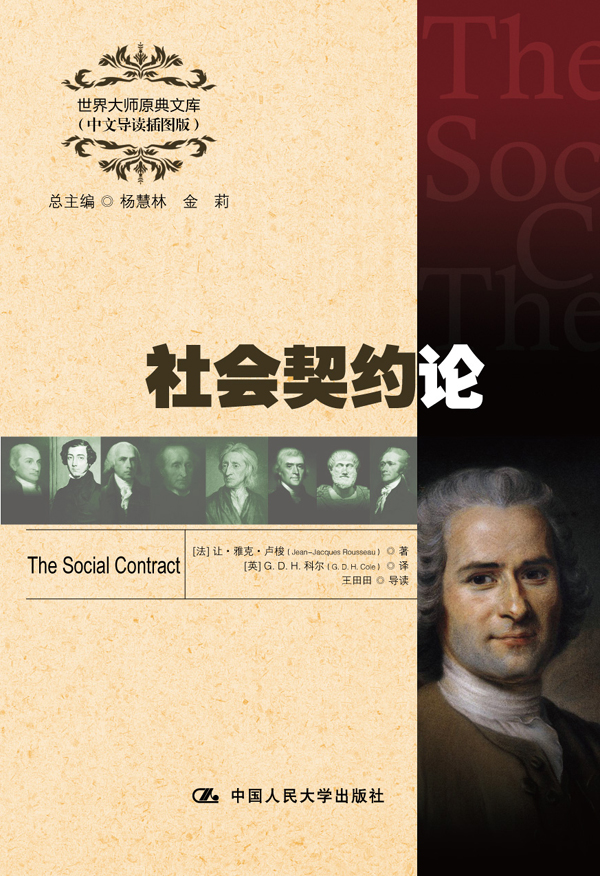 世界大师原典文库
（中文导读插图版）
总主编 ◎ 杨慧林 金 莉
The
Soc
C
The
社会契约论
The Social Contract
[法] 让·雅克·卢梭 ( Jean-Jacques Rousseau ) ◎ 著
[英] G. D. H. 科尔 ( G. D. H. Cole ) ◎ 译
王田田 ◎ 导读
中国人民大学出版社